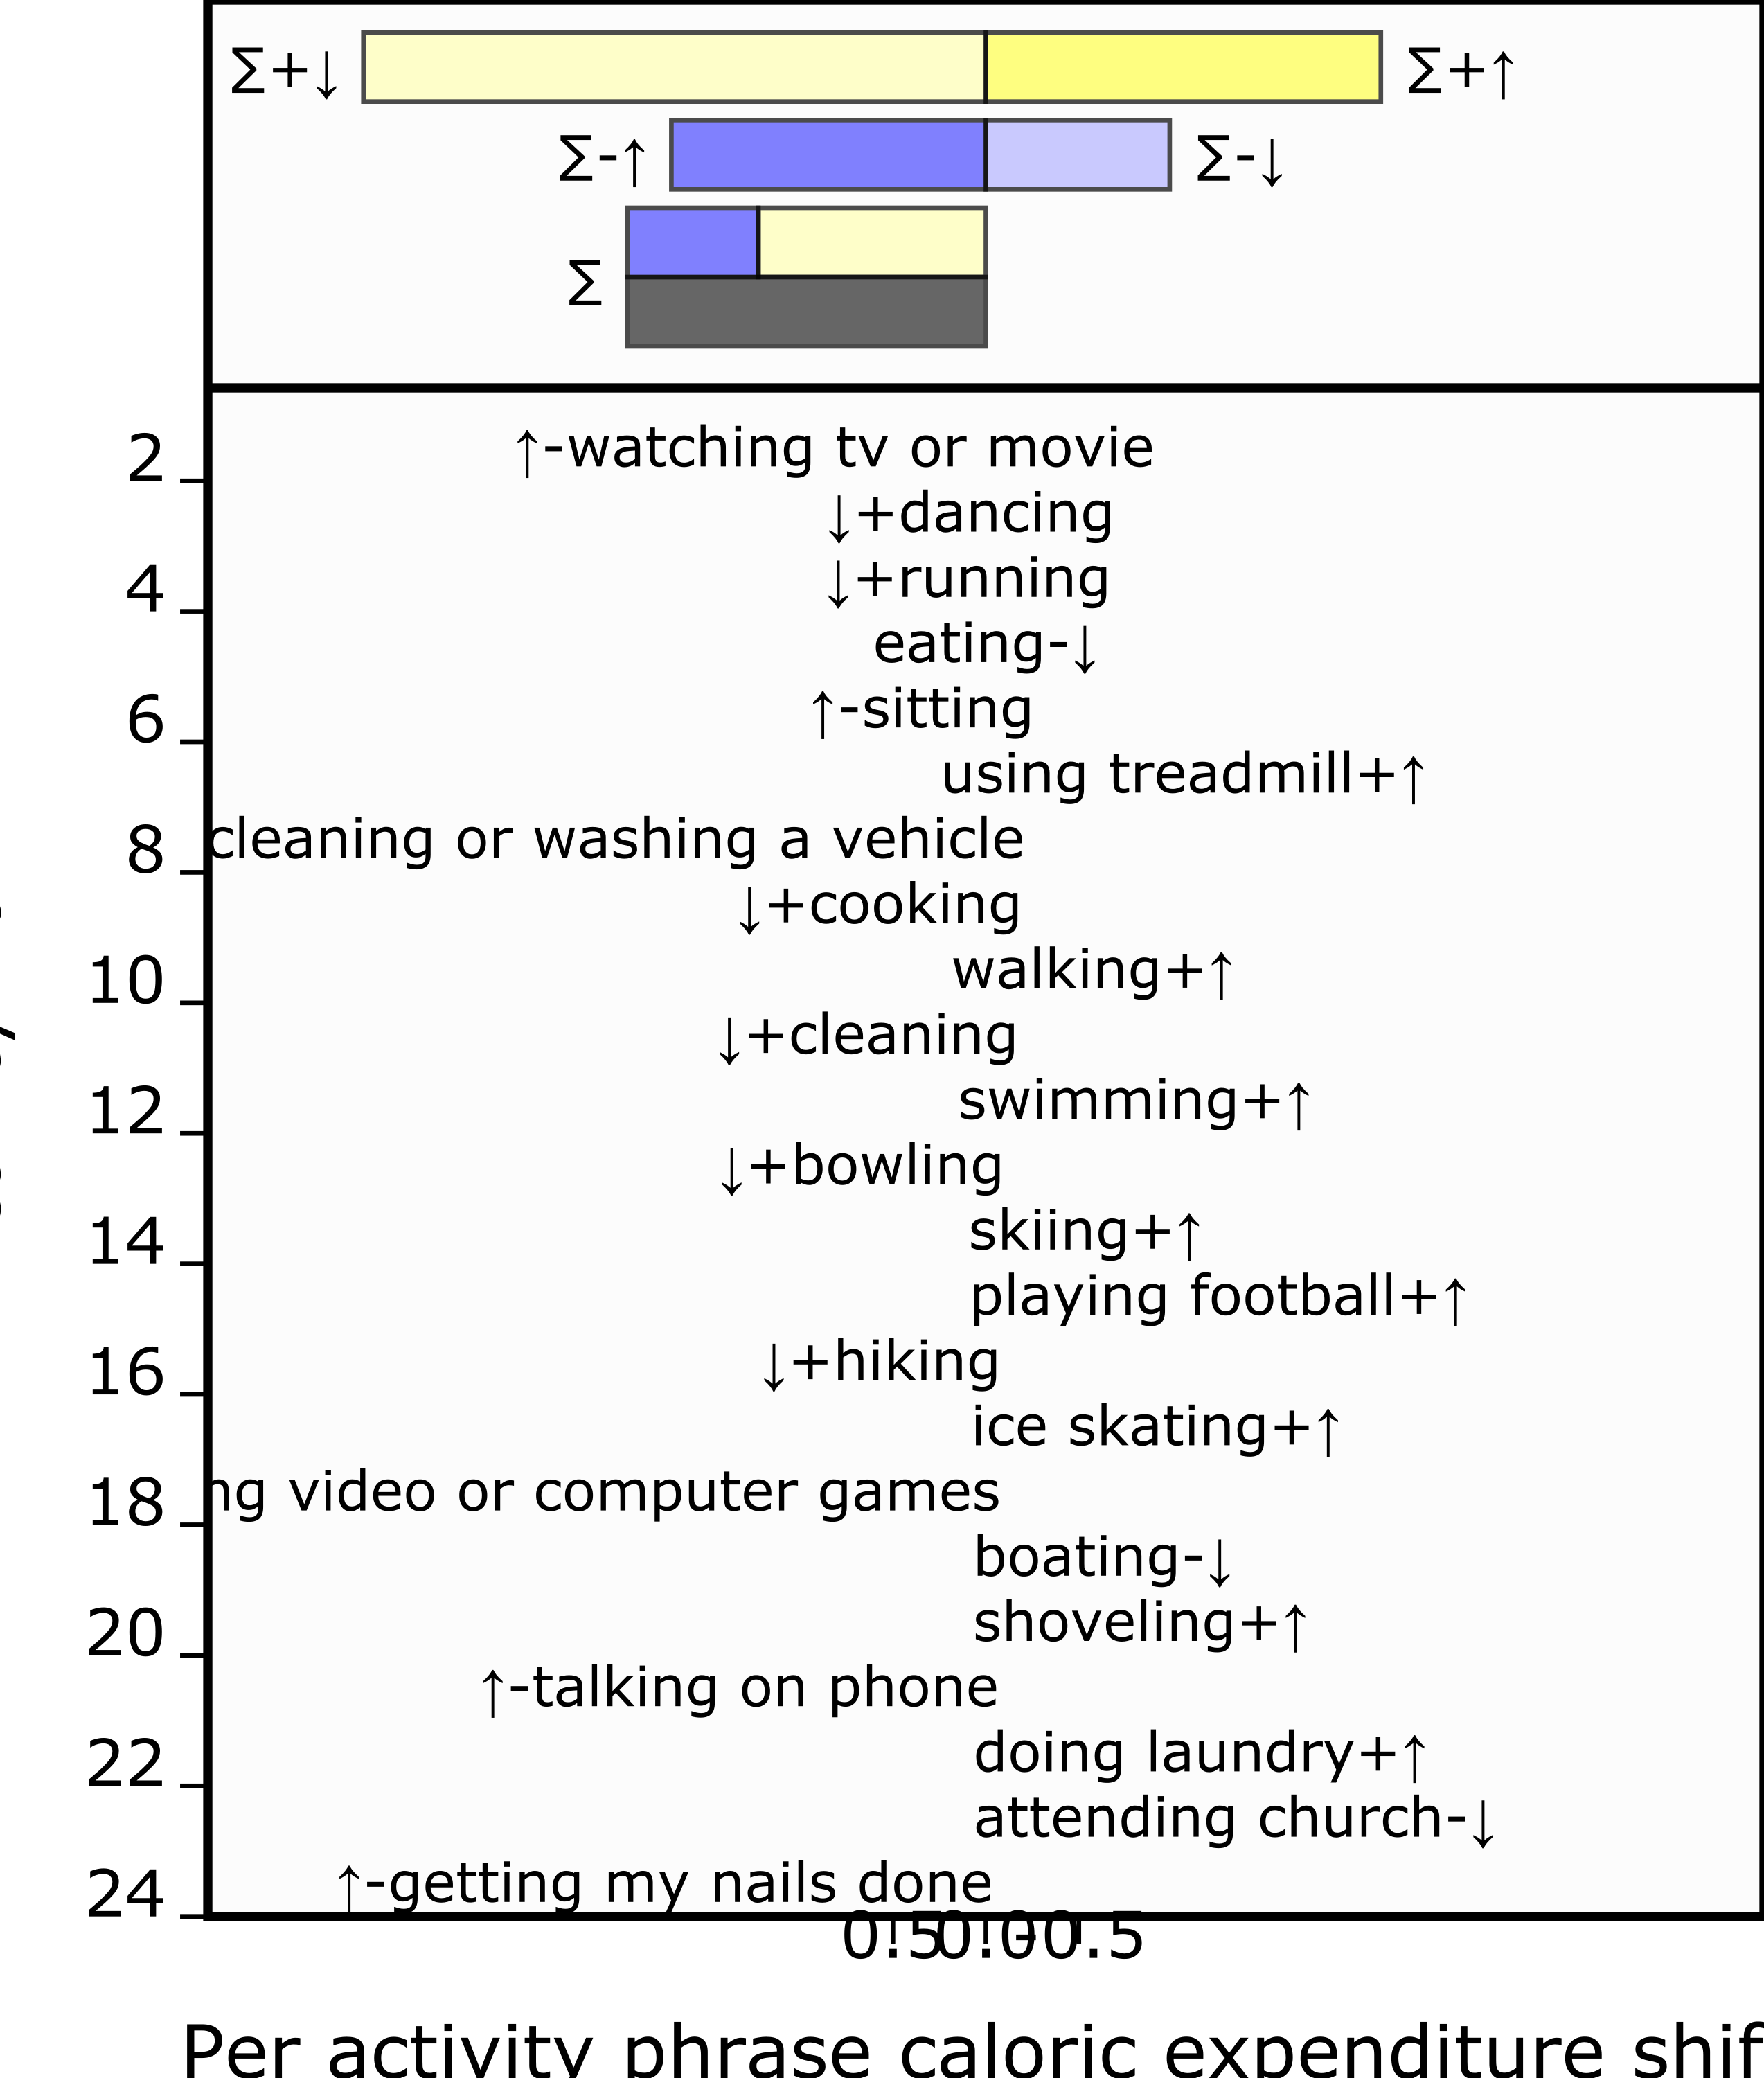 ∑+↓ ∑+↑
∑-↑ ∑-↓
∑
2
↑-watching tv or movie
↓+dancing
4
↓+running
eating-↓
6
↑-sitting
using treadmill+↑
8
cleaning or washing a vehicle
↓+cooking
10
walking+↑
↓+cleaning
12
swimming+↑
↓+bowling
14
skiing+↑
playing football+↑
16
↓+hiking
ice skating+↑
18
ng video or computer games
boating-↓
20
shoveling+↑
↑-talking on phone
22
doing laundry+↑
attending church-↓
24
↑-getting my nails done
Per activity phrase caloric expenditure shif